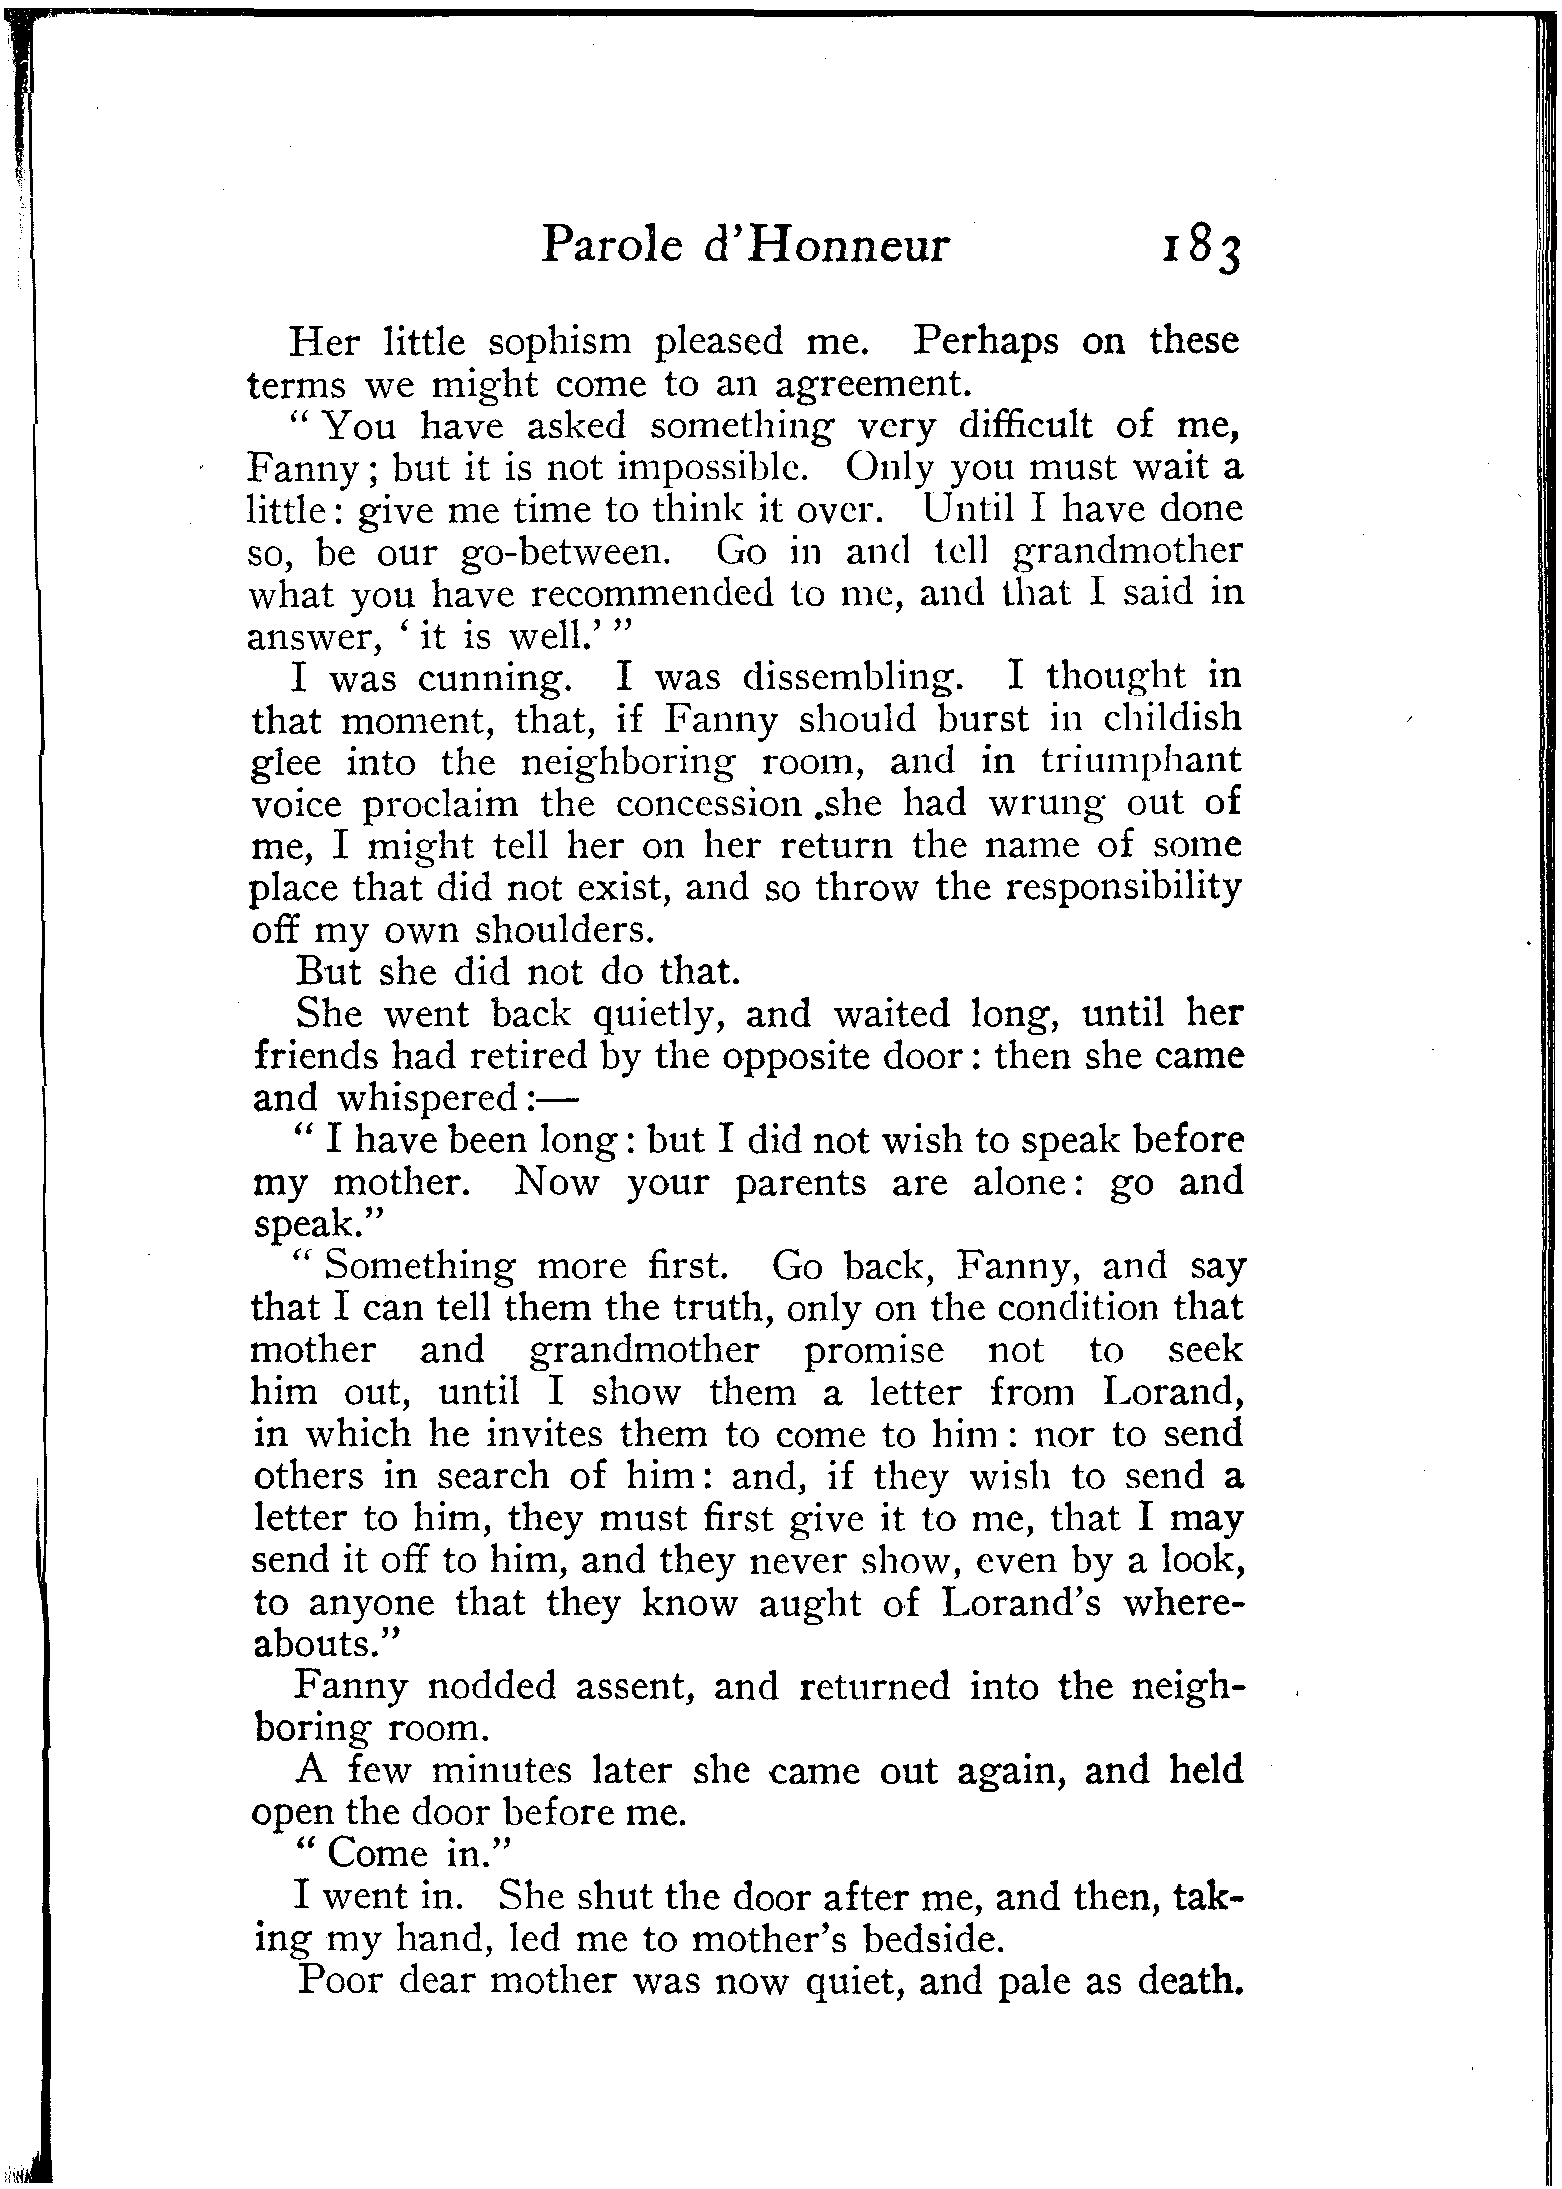 Parole d'Honneur 183
Her little sophism pleased me. Perhaps on these
terms we might come to an agreement.
" You have asked something very difficult of me,
Fanny ; but it is not impossible. Only you must wait a
little : give me time to think it over. Until I have done
so, be our go-between. Go in and tell grandmother
what you have recommended to me, and that I said in
answer, ' it is well.' "
I was cunning. I was dissembling. I thought in
that moment, that, if Fanny should burst in childish
glee into the neighboring room, and in triumphant
voice proclaim the concession .she had wrung out of
me, I might tell her on her return the name of some
place that did not exist, and so throw the responsibility
off my own shoulders.
But she did not do that.
She went back quietly, and waited long, until her
friends had retired by the opposite door : then she came
and whispered :—
" I have been long : but I did not wish to speak before
my mother. Now your parents are alone : go and
speak."
" Something more first. Go back, Fanny, and say
that I can tell them the truth, only on the condition that
mother and grandmother promise not to seek
him out, until I show them a letter from Lorand,
in which he invites them to come to him : nor to send
others in search of him : and, if they wish to send a
letter to him, they must first give it to me, that I may
send it off to him, and they never show, even by a look,
to anyone that they know aught of Lorand's where-
abouts."
Fanny nodded assent, and returned into the neigh-
boring room.
A few minutes later she came out again, and held
open the door before me.
" Come in."
I went in. She shut the door after me, and then, tak-
ing my hand, led me to mother's bedside.
Poor dear mother was now quiet, and pale as death.